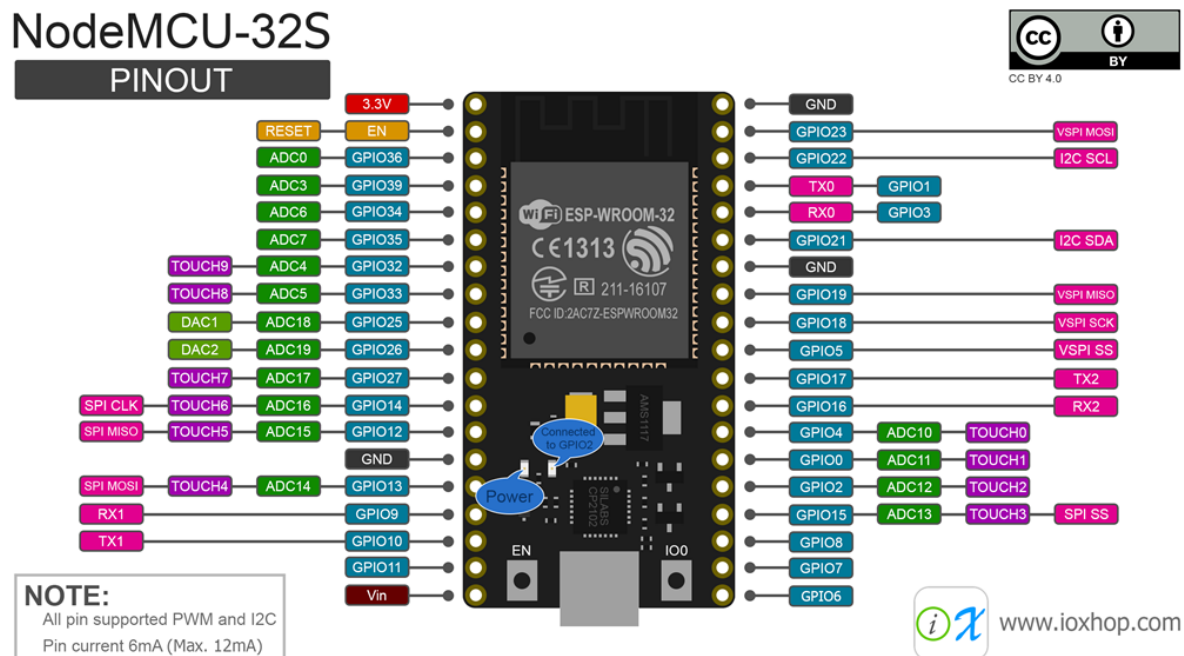 NodeMCU-32S
PINOUT
CC BY
CC BY 4.0
3.3V
RESET EN
ADC0 GPIO36
ADC3 GPIO39
ADC6 GPIO34
ADC7 GPIO35
TOUCH9 ADC4 GPIO32
TOUCH8 ADC5 GPIO33
DAC1 ADC18 GPIO25
DAC2 ADC19 GPIO26
TOUCH7 ADC17 GPIO27
SPI CLK TOUCH6 ADC16 GPIO14
SPI MISO TOUCH5 ADC15 GPIO12
GND
SPI MOSI TOUCH4 ADC14 GPIO13
RX1 GPIO9
TX1 GPIO10
GPIO11
Vin
WiFi ESP-WROOM-32
CE1313
R 211-16107
FCC ID:2AC7Z-ESPWROOM32
AMS1117
Connected
to GPIO2
Power
SILABS
CP2102
EN
IO0
GND
GPIO23 VSPI MOSI
GPIO22 I2C SCL
TX0 GPIO1
RX0 GPIO3
GPIO21 I2C SDA
GND
GPIO19 VSPI MISO
GPIO18 VSPI SCK
GPIO5 VSPI SS
GPIO17 TX2
GPIO16 RX2
GPIO4 ADC10 TOUCH0
GPIO0 ADC11 TOUCH1
GPIO2 ADC12 TOUCH2
GPIO15 ADC13 TOUCH3 SPI SS
GPIO8
GPIO7
GPIO6
NOTE:
All pin supported PWM and I2C
Pin current 6mA (Max. 12mA)
iX www.ioxhop.com